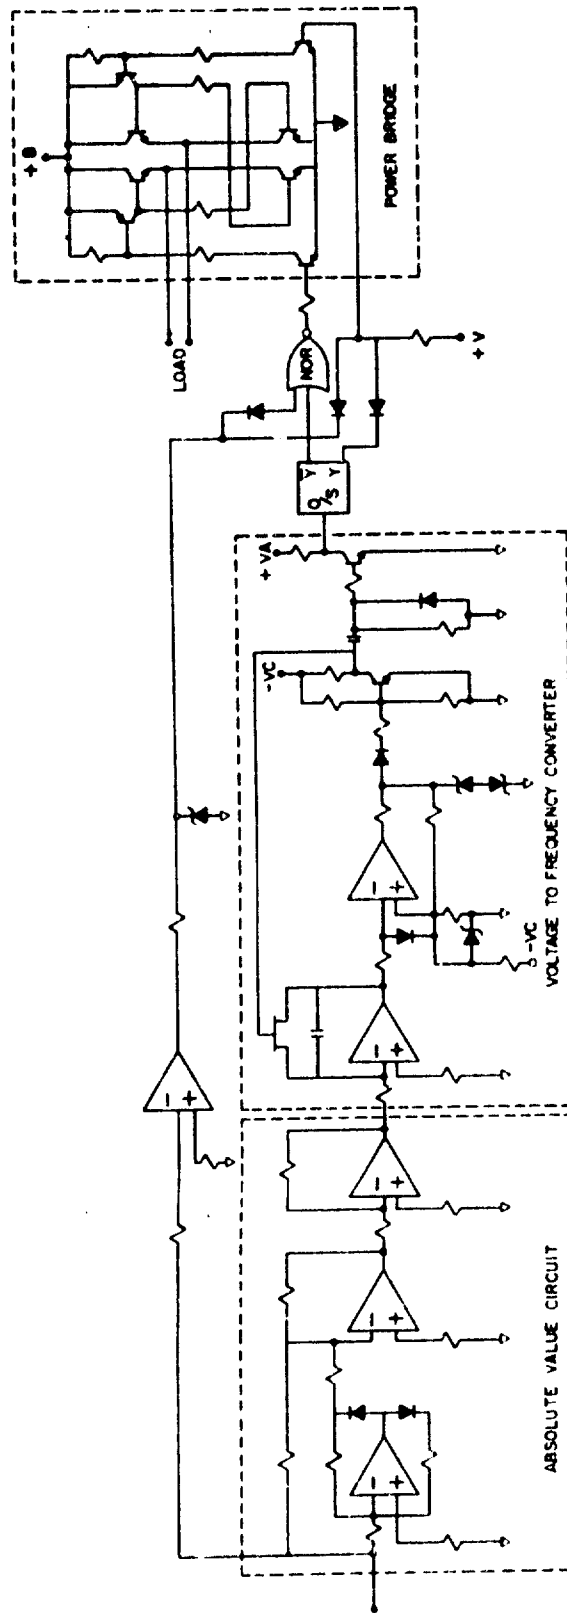 + B
POWER BRIDGE
LOAD
NOR
+ V
O/S
Y
Y
+ VA
-VC
-VC
VOLTAGE TO FREQUENCY CONVERTER
ABSOLUTE VALUE CIRCUIT
- +
- +
- +
- +
- +
- +